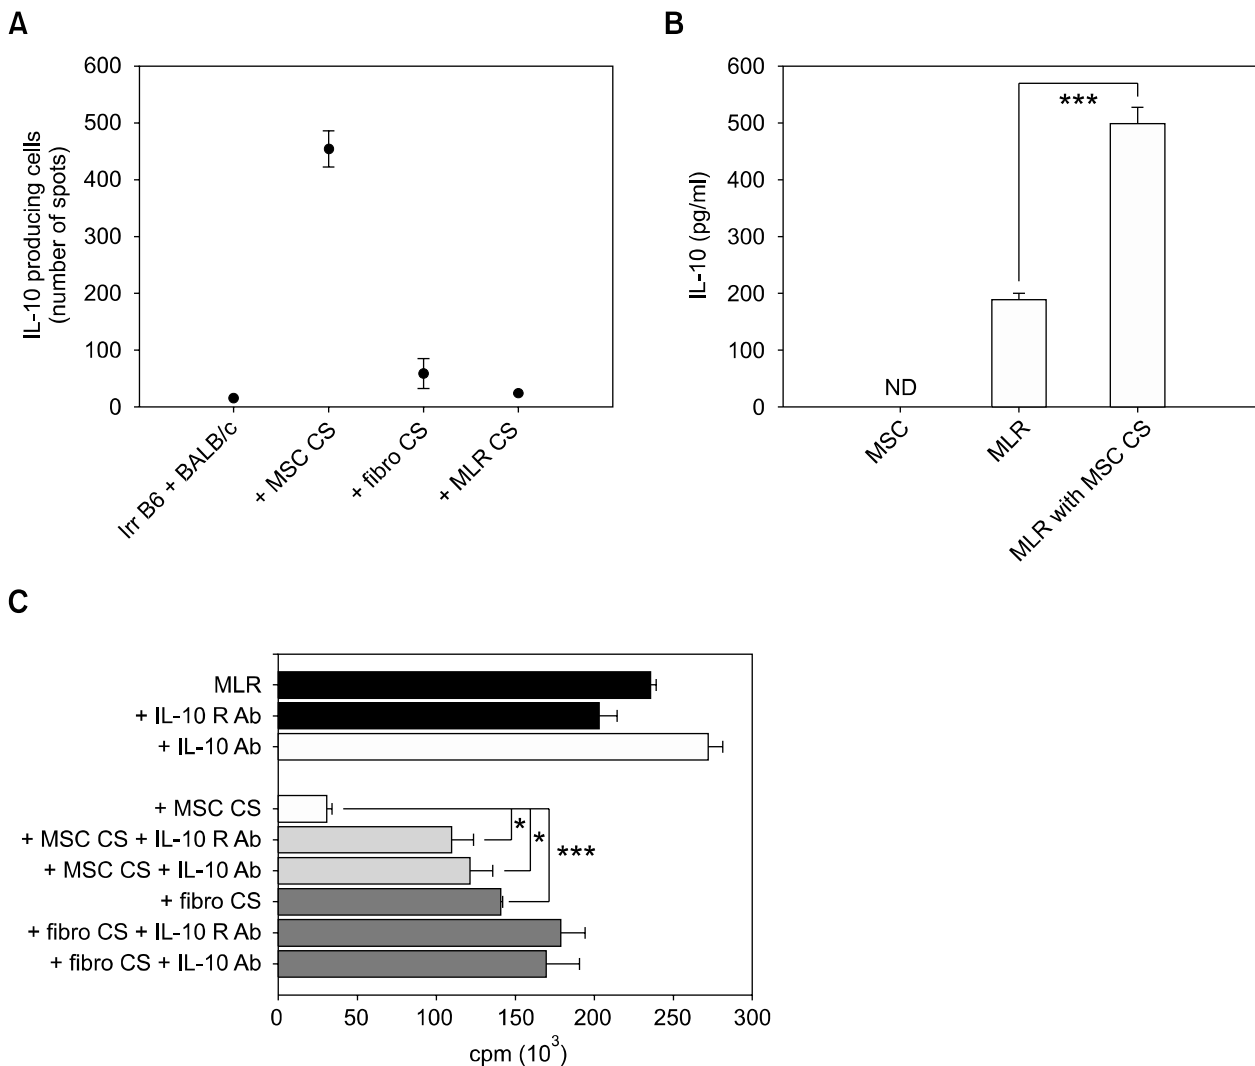 A
600
500
400
300
200
100
0
IL-10 producing cells
(number of spots)
Irr B6 + BALB/c
+ MSC CS
+ fibro CS
+ MLR CS
B
600
500
400
300
200
100
0
IL-10 (pg/ml)
***
ND
MSC
MLR
MLR with MSC CS
C
MLR
+ IL-10 R Ab
+ IL-10 Ab
+ MSC CS
+ MSC CS + IL-10 R Ab
+ MSC CS + IL-10 Ab
+ fibro CS
+ fibro CS + IL-10 R Ab
+ fibro CS + IL-10 Ab
* * ***
0 50 100 150 200 250 300
cpm (10³)